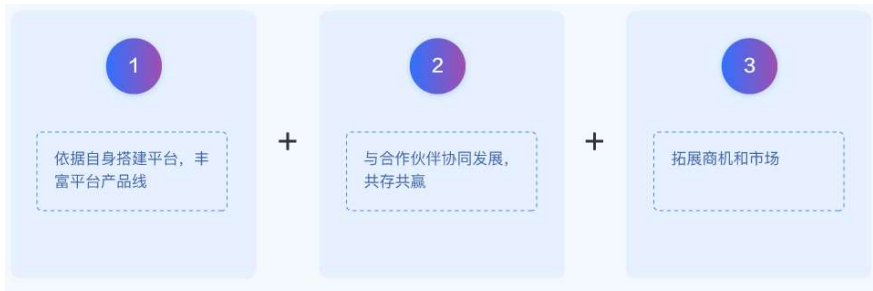 1
依据自身搭建平台，丰
富平台产品线
+
2
与合作伙伴协同发展，
共存共赢
+
3
拓展商机和市场